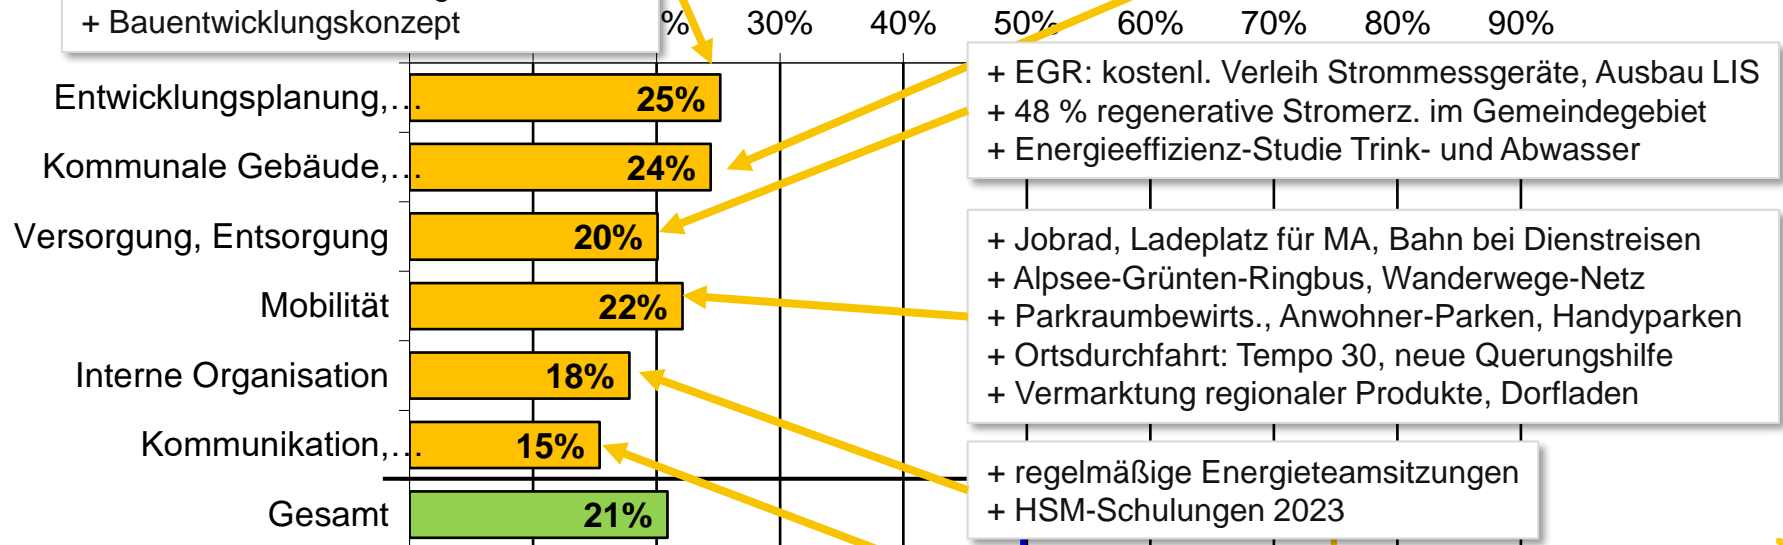 + Bauentwicklungskonzept
% 30% 40% 50% 60% 70% 80% 90%
Entwicklungsplanung,… 25%
Kommunale Gebäude,… 24%
Versorgung, Entsorgung 20%
Mobilität 22%
Interne Organisation 18%
Kommunikation,… 15%
Gesamt 21%
+ EGR: kostenl. Verleih Strommessgeräte, Ausbau LIS
+ 48 % regenerative Stromerz. im Gemeindegebiet
+ Energieeffizienz-Studie Trink- und Abwasser
+ Jobrad, Ladeplatz für MA, Bahn bei Dienstreisen
+ Alpsee-Grünten-Ringbus, Wanderwege-Netz
+ Parkraumbewirts., Anwohner-Parken, Handyparken
+ Ortsdurchfahrt: Tempo 30, neue Querungshilfe
+ Vermarktung regionaler Produkte, Dorfladen
+ regelmäßige Energieteamsitzungen
+ HSM-Schulungen 2023